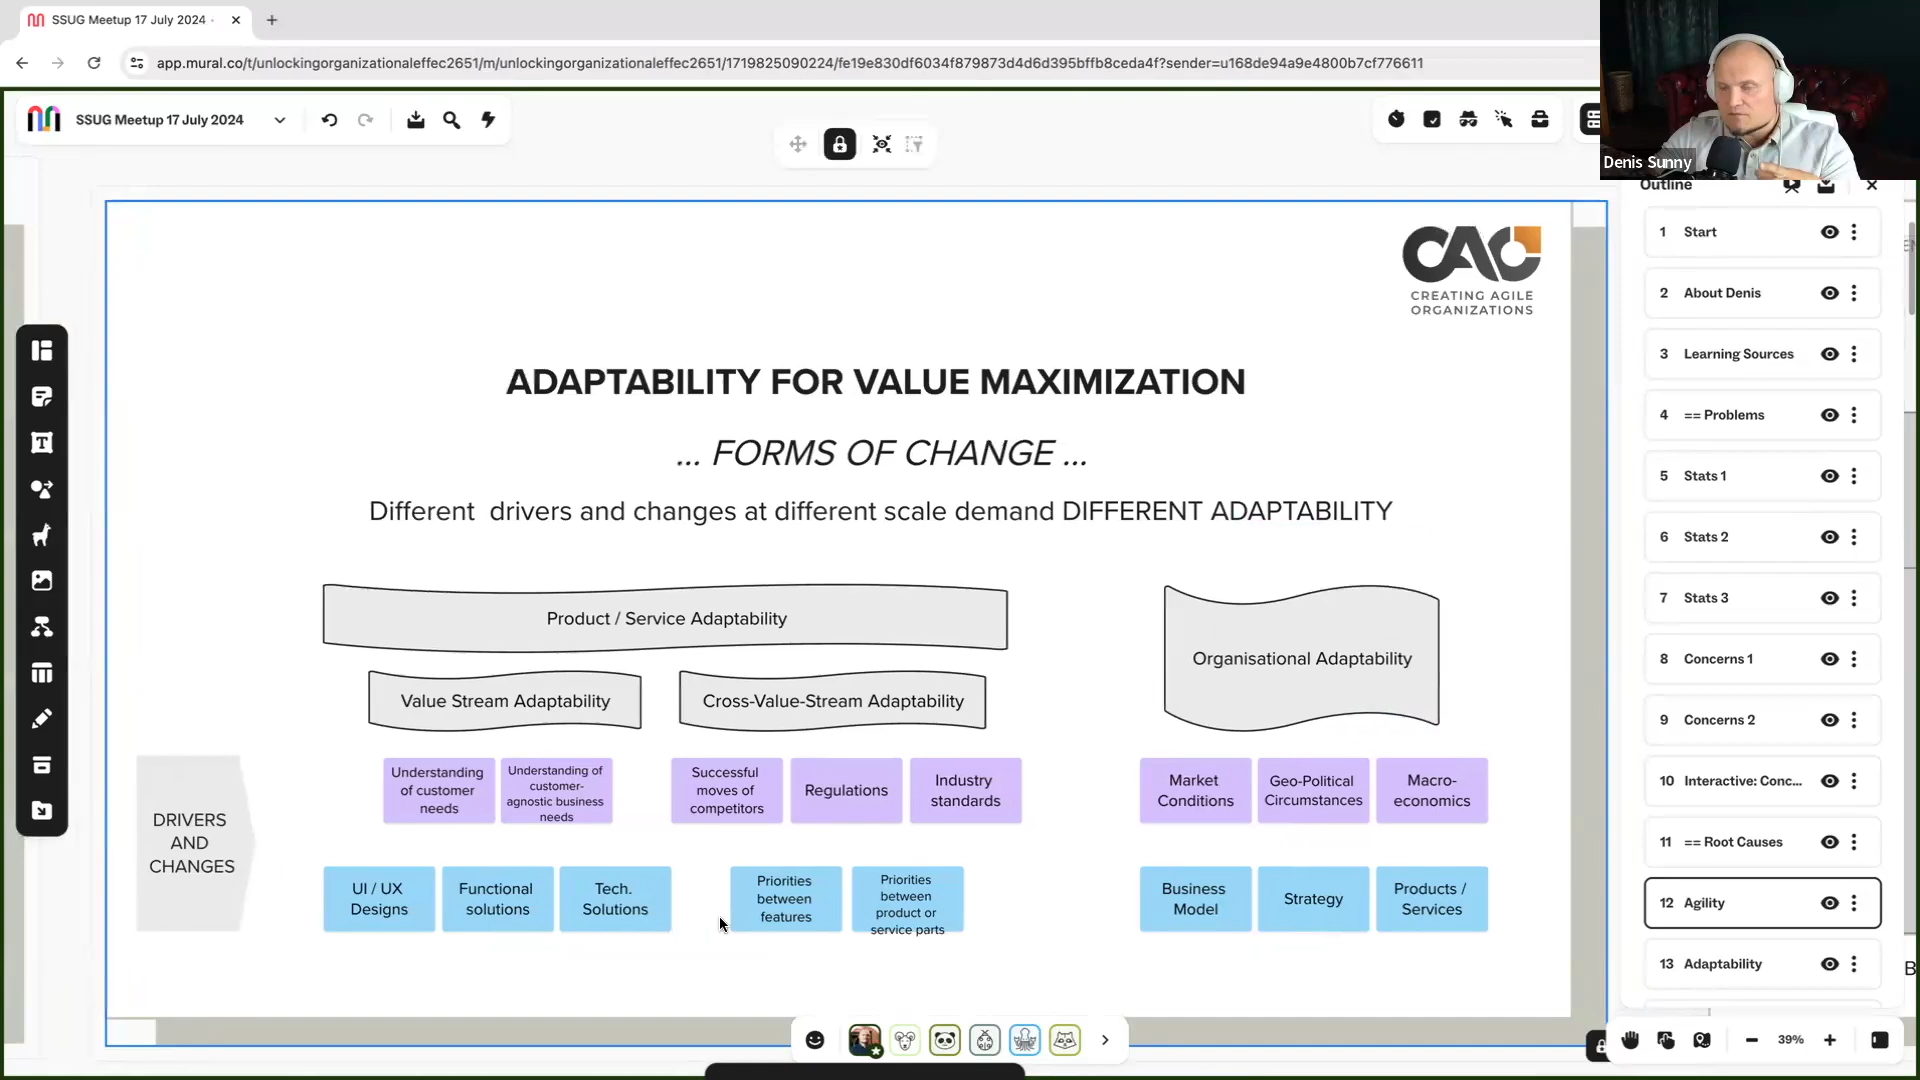 SSUG Meetup 17 July 2024
app.mural.co/t/unlockingorganizationaleffec2651/m/unlockingorganizationaleffec2651/1719825090224/fe19e830df6034f879873d4d6d395bffb8ceda4f?sender=u168de94a9e4800b7cf776611
SSUG Meetup 17 July 2024
Denis Sunny
CAO
CREATING AGILE
ORGANIZATIONS
ADAPTABILITY FOR VALUE MAXIMIZATION
... FORMS OF CHANGE ...
Different drivers and changes at different scale demand DIFFERENT ADAPTABILITY
Product / Service Adaptability
Organisational Adaptability
Value Stream Adaptability
Cross-Value-Stream Adaptability
DRIVERS
AND
CHANGES
Understanding
of customer
needs
Understanding of
customer-
agnostic business
needs
Successful
moves of
competitors
Regulations
Industry
standards
Market
Conditions
Geo-Political
Circumstances
Macro-
economics
UI / UX
Designs
Functional
solutions
Tech.
Solutions
Priorities
between
features
Priorities
between
product or
service parts
Business
Model
Strategy
Products /
Services
Outline
1 Start
2 About Denis
3 Learning Sources
4 == Problems
5 Stats 1
6 Stats 2
7 Stats 3
8 Concerns 1
9 Concerns 2
10 Interactive: Conc...
11 == Root Causes
12 Agility
13 Adaptability
39%